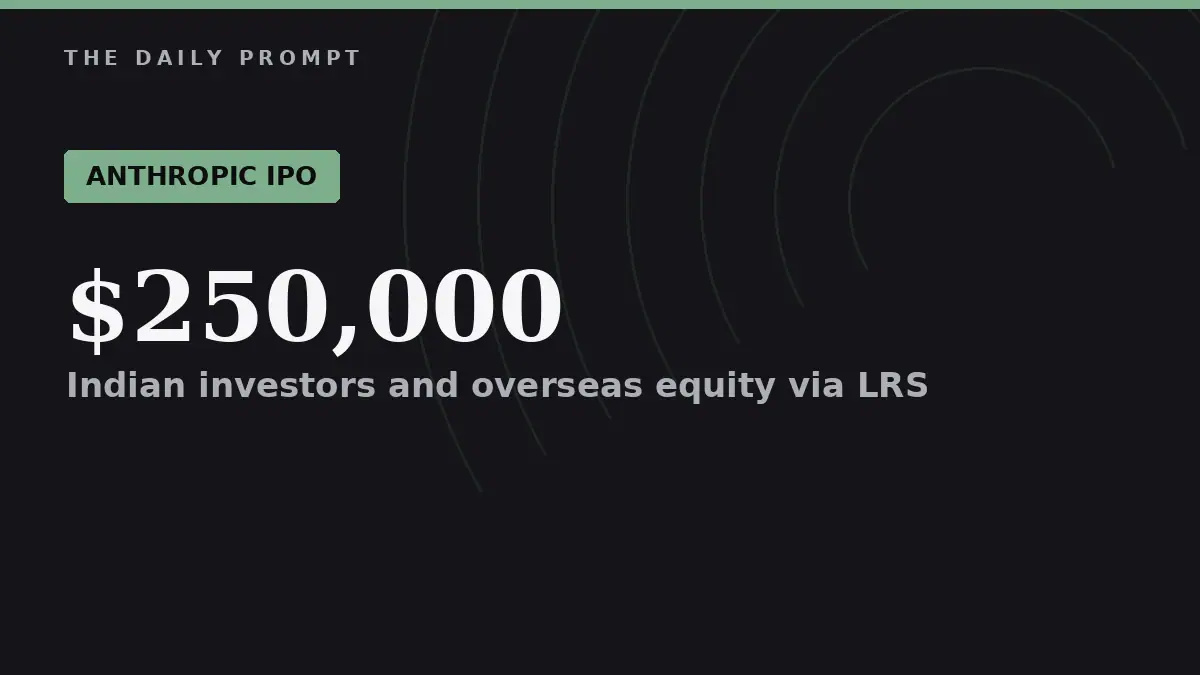 THE DAILY PROMPT
ANTHROPIC IPO
$250,000
Indian investors and overseas equity via LRS